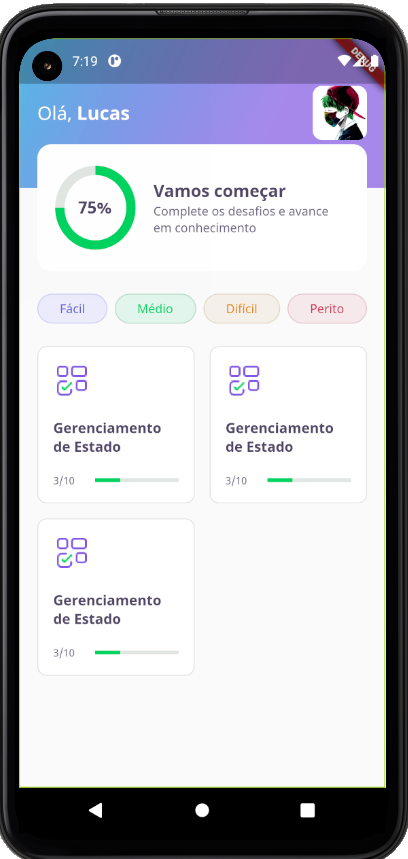 7:19
DEBUG
Olá, Lucas
75%
Vamos começar
Complete os desafios e avance
em conhecimento
Fácil
Médio
Difícil
Perito
Gerenciamento
de Estado
3/10
Gerenciamento
de Estado
3/10
Gerenciamento
de Estado
3/10